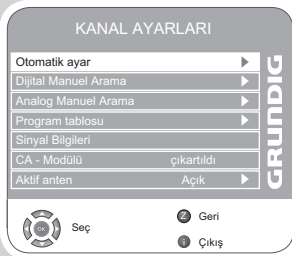 KANAL AYARLARI
Otomatik ayar
Dijital Manuel Arama
Analog Manuel Arama
Program tablosu
Sinyal Bilgileri
CA - Modülü çıkartıldı
Aktif anten Açık
GRUNDIG
OK Seç
Z Geri
i Çıkış